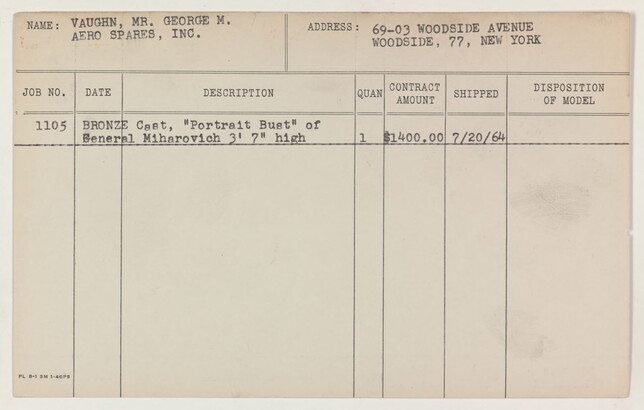 NAME: VAUGHN, MR. GEORGE M.
AERO SPARES, INC.
ADDRESS: 69-03 WOODSIDE AVENUE
WOODSIDE, 77, NEW YORK
JOB NO. DATE DESCRIPTION QUAN CONTRACT AMOUNT SHIPPED DISPOSITION OF MODEL
1105 BRONZE Cast, "Portrait Bust" of
General Miharovich 3' 7" high 1 $1400.00 7/20/64